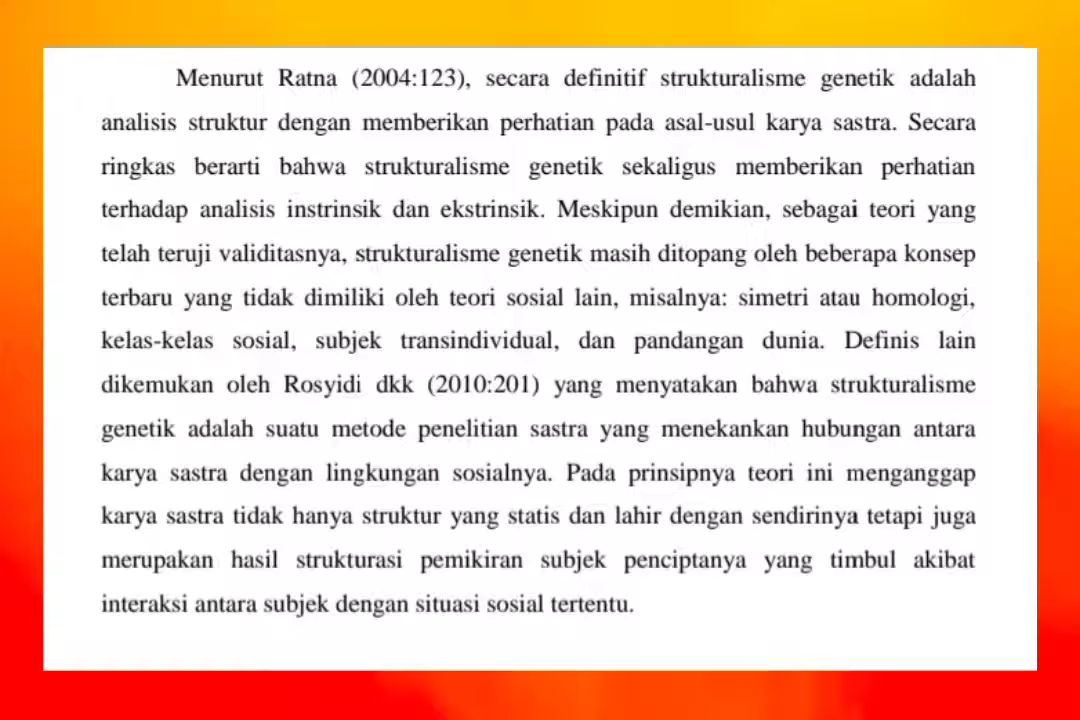 Menurut Ratna (2004:123), secara definitif strukturalisme genetik adalah
analisis struktur dengan memberikan perhatian pada asal-usul karya sastra. Secara
ringkas berarti bahwa strukturalisme genetik sekaligus memberikan perhatian
terhadap analisis instrinsik dan ekstrinsik. Meskipun demikian, sebagai teori yang
telah teruji validitasnya, strukturalisme genetik masih ditopang oleh beberapa konsep
terbaru yang tidak dimiliki oleh teori sosial lain, misalnya: simetri atau homologi,
kelas-kelas sosial, subjek transindividual, dan pandangan dunia. Definis lain
dikemukan oleh Rosyidi dkk (2010:201) yang menyatakan bahwa strukturalisme
genetik adalah suatu metode penelitian sastra yang menekankan hubungan antara
karya sastra dengan lingkungan sosialnya. Pada prinsipnya teori ini menganggap
karya sastra tidak hanya struktur yang statis dan lahir dengan sendirinya tetapi juga
merupakan hasil strukturasi pemikiran subjek penciptanya yang timbul akibat
interaksi antara subjek dengan situasi sosial tertentu.